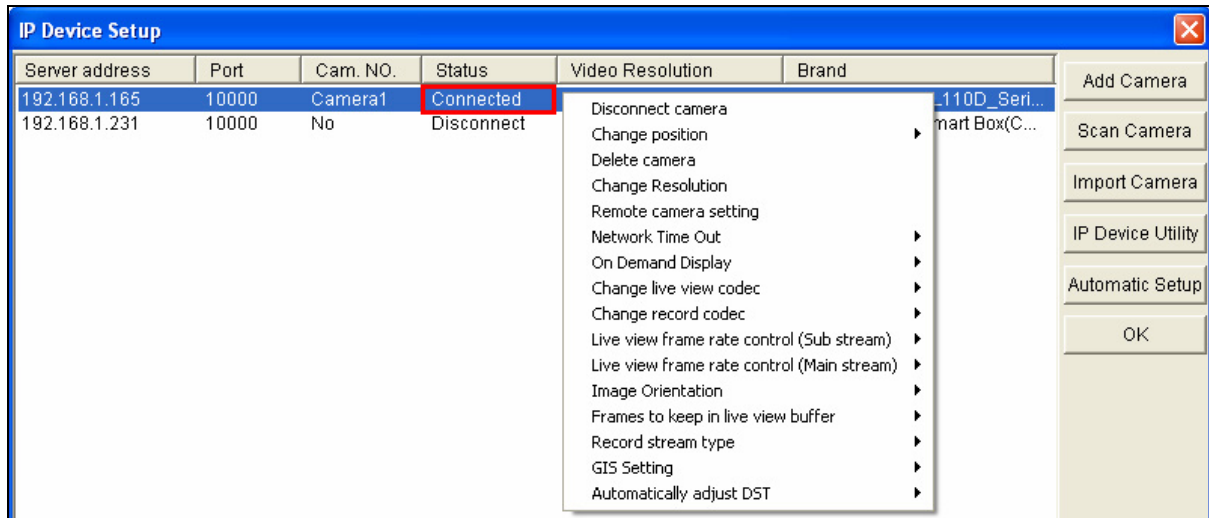 IP Device Setup
Server address Port Cam. NO. Status Video Resolution Brand
192.168.1.165 10000 Camera1 Connected _110D_Seri...
192.168.1.231 10000 No Disconnect mart Box(C...
Disconnect camera
Change position
Delete camera
Change Resolution
Remote camera setting
Network Time Out
On Demand Display
Change live view codec
Change record codec
Live view frame rate control (Sub stream)
Live view frame rate control (Main stream)
Image Orientation
Frames to keep in live view buffer
Record stream type
GIS Setting
Automatically adjust DST
Add Camera
Scan Camera
Import Camera
IP Device Utility
Automatic Setup
OK